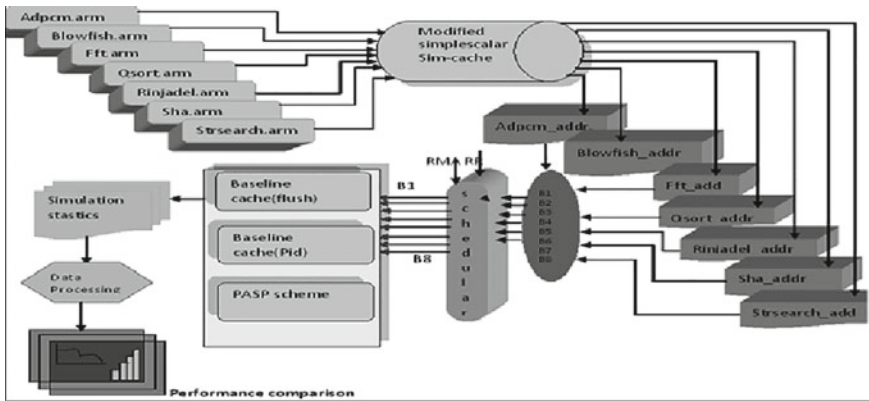 Adpcm.arm
Blowfish.arm
Fft.arm
Qsort.arm
Rinjadel.arm
Sha.arm
Strsearch.arm
Modified
simplescalar
Sim-cache
Adpcm_addr
Blowfish_addr
Fft_add
Qsort_addr
Rinjadel_addr
Sha_addr
Strsearch_add
B1
B2
B3
B4
B5
B6
B7
B8
RMA RR
schedular
B1
B8
Baseline
cache(flush)
Baseline
cache(Pid)
PASP scheme
Simulation
stastics
Data
Processing
Performance comparison